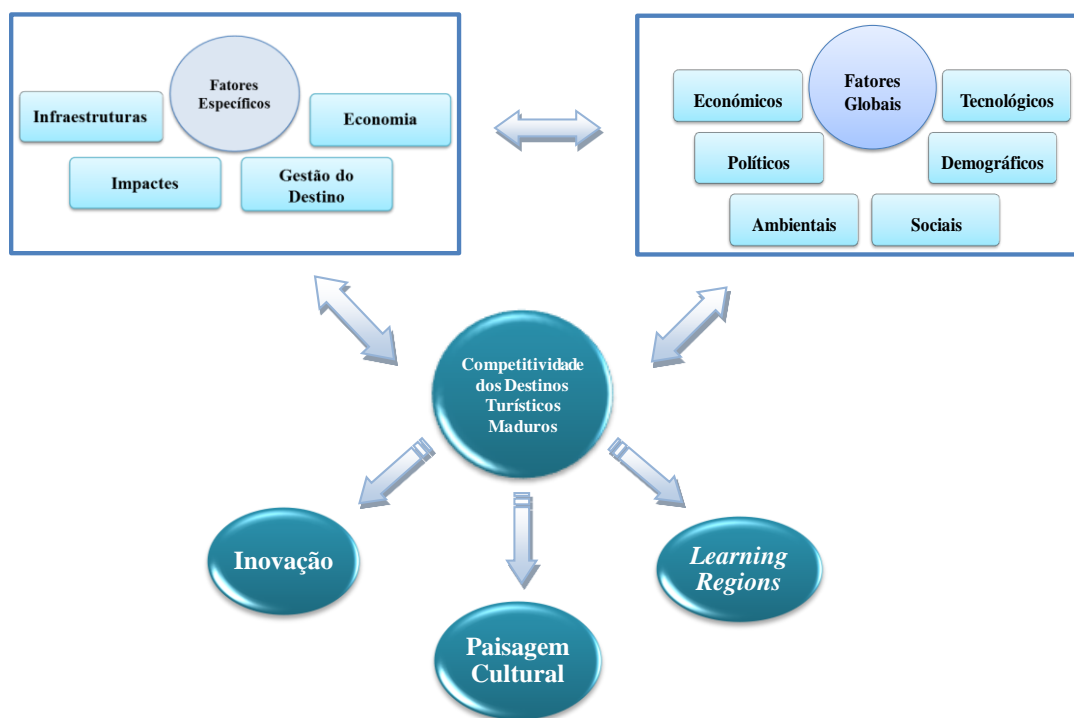 Fatores
Específicos
Infraestruturas
Economia
Impactes
Gestão do
Destino
Fatores
Globais
Económicos
Tecnológicos
Políticos
Demográficos
Ambientais
Sociais
Competitividade
dos Destinos
Turísticos
Maduros
Inovação
Learning
Regions
Paisagem
Cultural